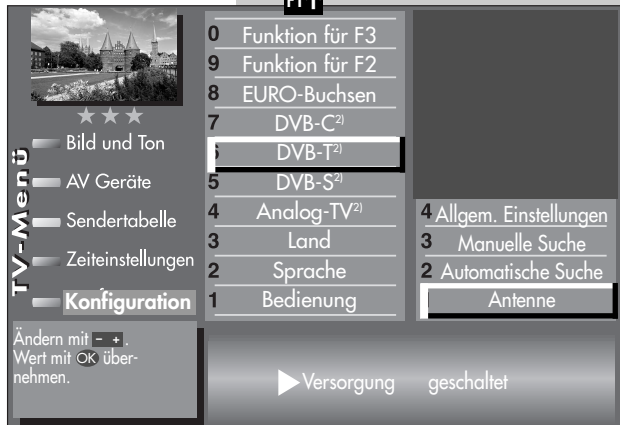 0 Funktion für F3
9 Funktion für F2
8 EURO-Buchsen
7 DVB-C2)
DVB-T2)
5 DVB-S2)
4 Analog-TV2)
3 Land
2 Sprache
1 Bedienung
TV-Menü
Bild und Ton
AV Geräte
Sendertabelle
Zeiteinstellungen
Konfiguration
4 Allgem. Einstellungen
3 Manuelle Suche
2 Automatische Suche
Antenne
Ändern mit - + .
Wert mit OK über-
nehmen.
Versorgung geschaltet